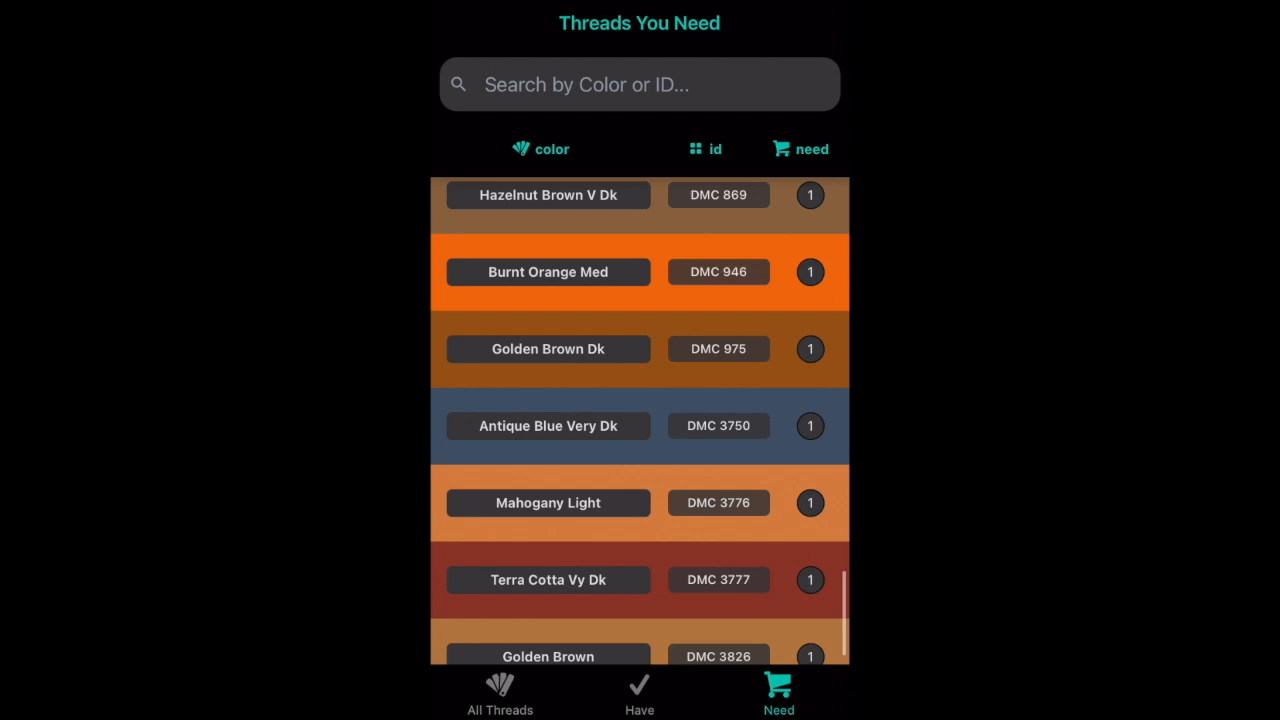 Threads You Need
Search by Color or ID...
color id need
Hazelnut Brown V Dk DMC 869 1
Burnt Orange Med DMC 946 1
Golden Brown Dk DMC 975 1
Antique Blue Very Dk DMC 3750 1
Mahogany Light DMC 3776 1
Terra Cotta Vy Dk DMC 3777 1
Golden Brown DMC 3826 1
All Threads Have Need